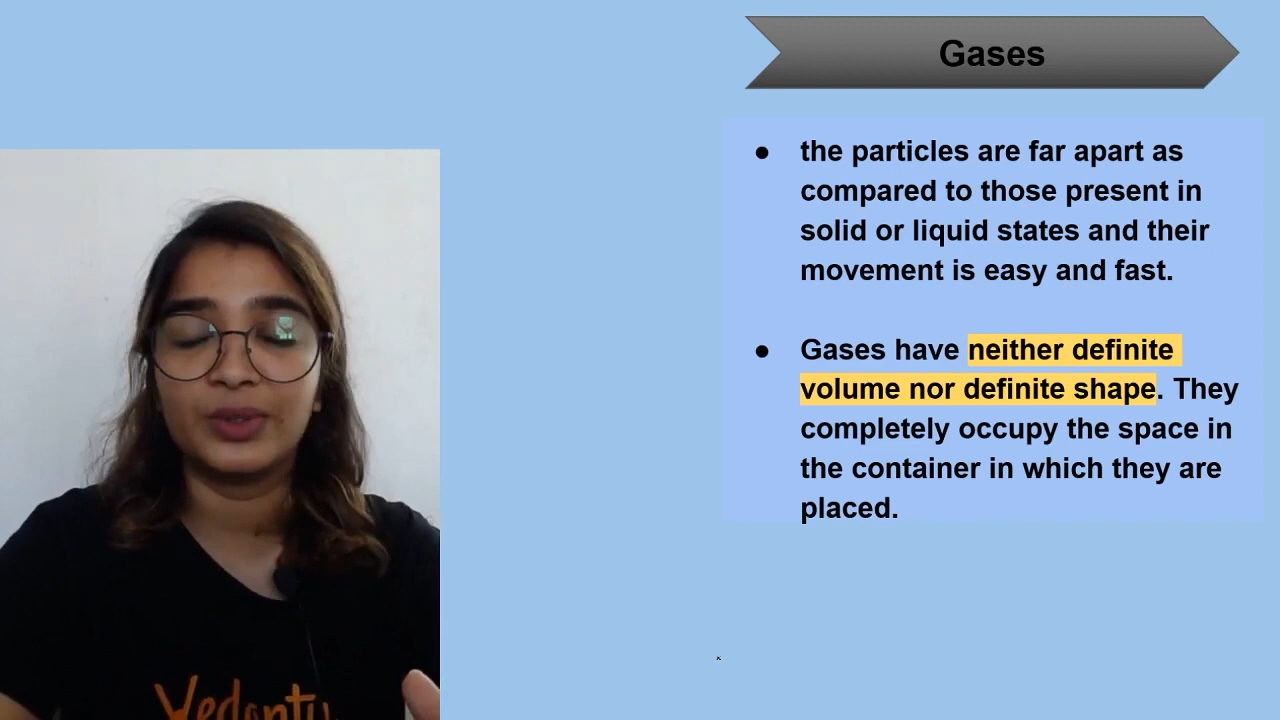 Gases
● the particles are far apart as
compared to those present in
solid or liquid states and their
movement is easy and fast.
● Gases have neither definite
volume nor definite shape. They
completely occupy the space in
the container in which they are
placed.
Vedantu